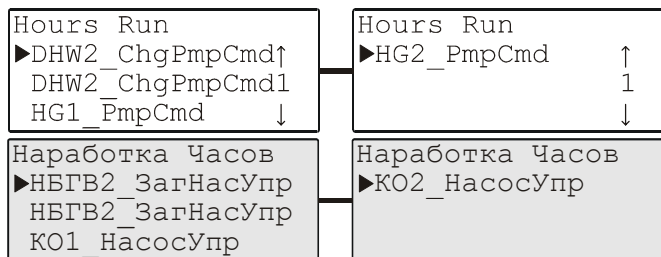 Hours Run
▶DHW2_ChgPmpCmd↑
DHW2_ChgPmpCmd1
HG1_PmpCmd ↓
Hours Run
▶HG2_PmpCmd ↑
1
↓
Наработка Часов
▶НБГВ2_ЗагНасУпр
НБГВ2_ЗагНасУпр
КО1_НасосУпр
Наработка Часов
▶КО2_НасосУпр